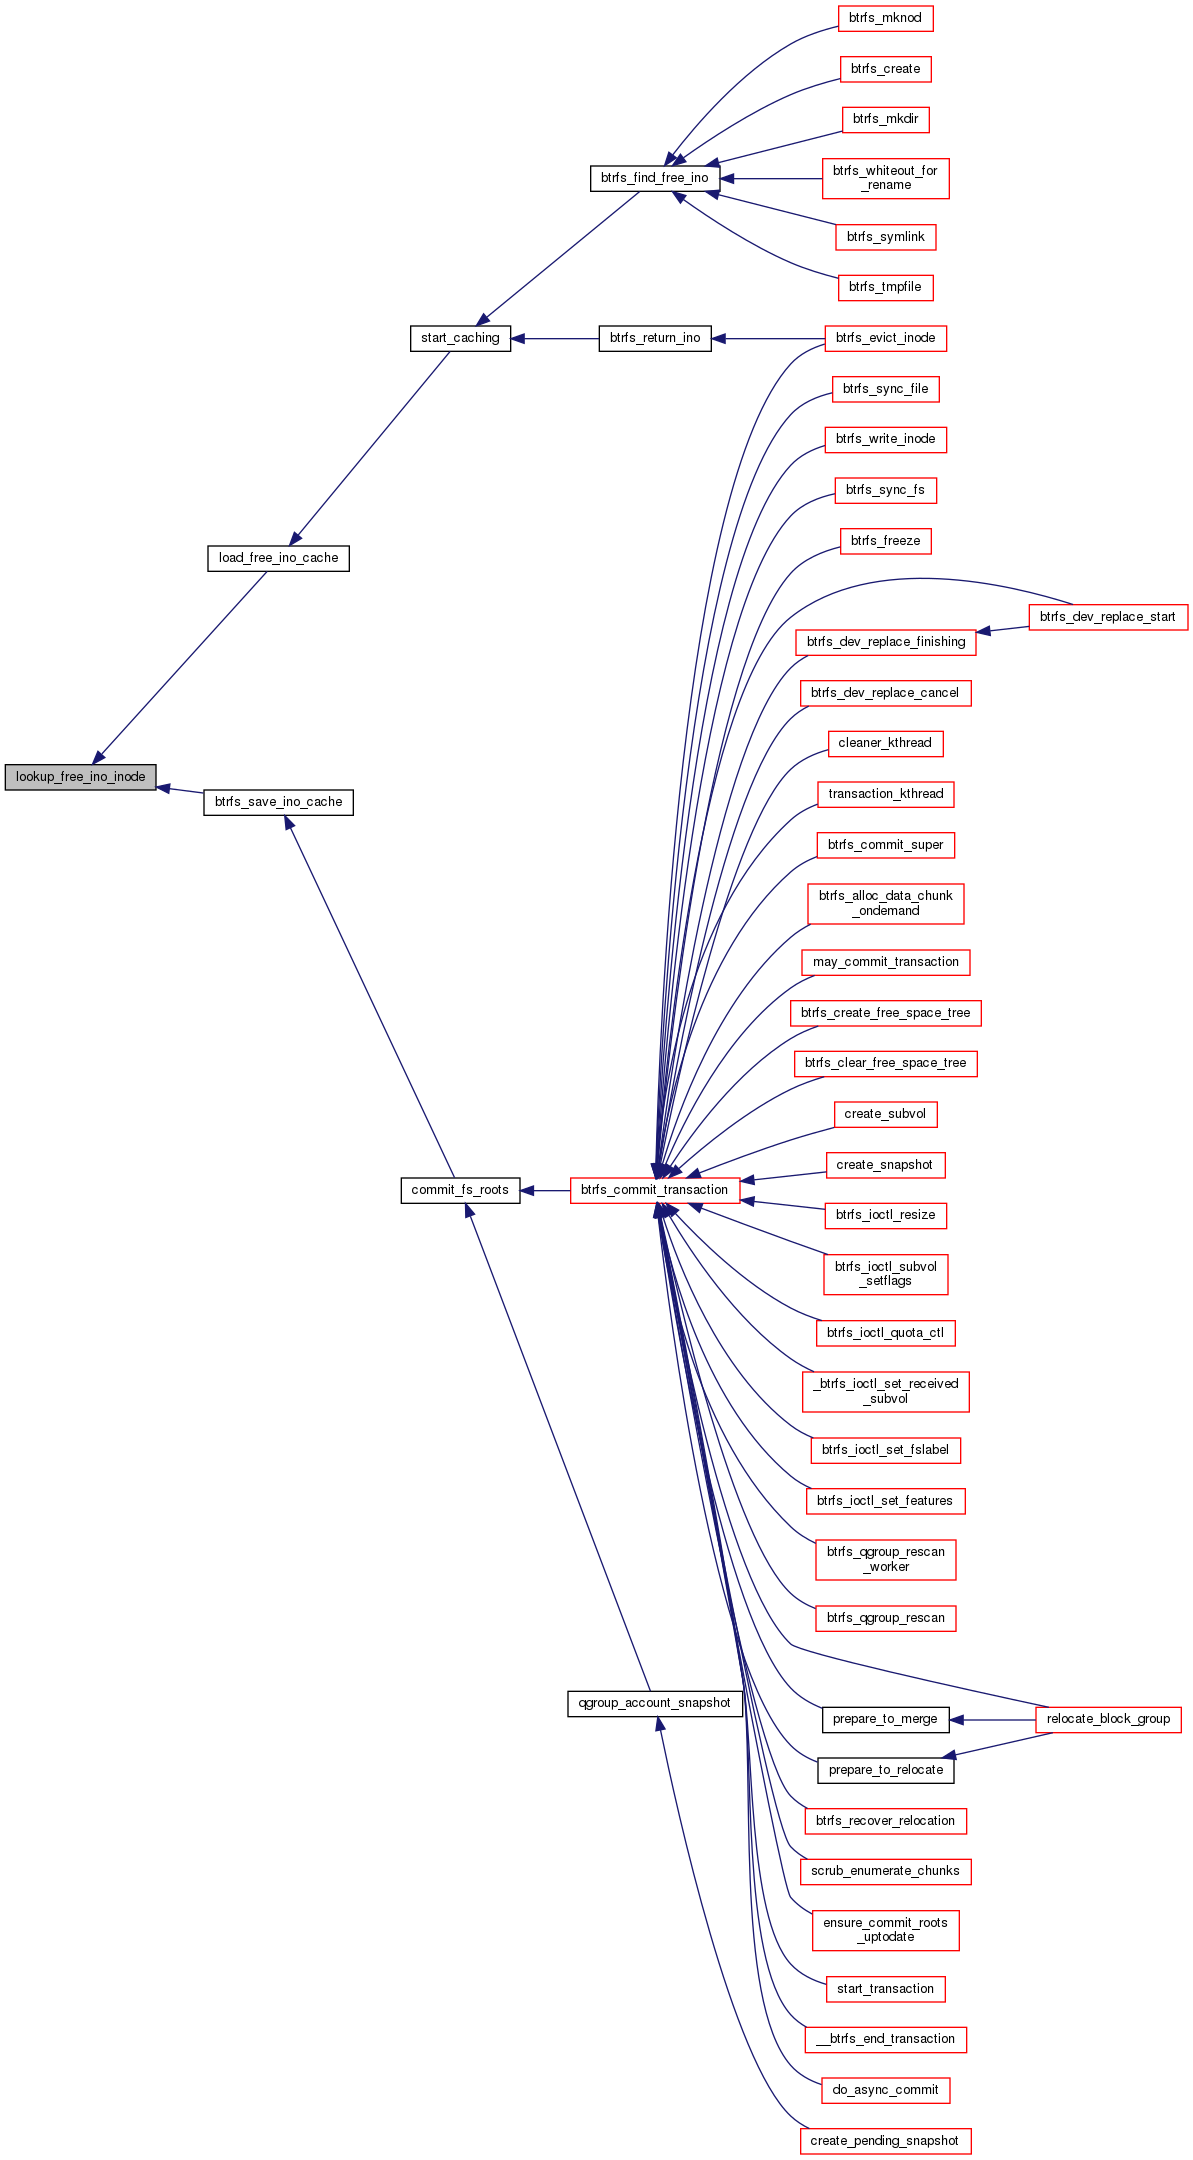 btrfs_mknod
btrfs_create
btrfs_mkdir
btrfs_find_free_ino
btrfs_whiteout_for
_rename
btrfs_symlink
btrfs_tmpfile
start_caching
btrfs_return_ino
btrfs_evict_inode
btrfs_sync_file
btrfs_write_inode
btrfs_sync_fs
btrfs_freeze
load_free_ino_cache
btrfs_dev_replace_start
btrfs_dev_replace_finishing
btrfs_dev_replace_cancel
cleaner_kthread
lookup_free_ino_inode
transaction_kthread
btrfs_save_ino_cache
btrfs_commit_super
btrfs_alloc_data_chunk
_ondemand
may_commit_transaction
btrfs_create_free_space_tree
btrfs_clear_free_space_tree
create_subvol
create_snapshot
commit_fs_roots
btrfs_commit_transaction
btrfs_ioctl_resize
btrfs_ioctl_subvol
_setflags
btrfs_ioctl_quota_ctl
_btrfs_ioctl_set_received
_subvol
btrfs_ioctl_set_fslabel
btrfs_ioctl_set_features
btrfs_qgroup_rescan
_worker
btrfs_qgroup_rescan
qgroup_account_snapshot
prepare_to_merge
relocate_block_group
prepare_to_relocate
btrfs_recover_relocation
scrub_enumerate_chunks
ensure_commit_roots
_uptodate
start_transaction
__btrfs_end_transaction
do_async_commit
create_pending_snapshot